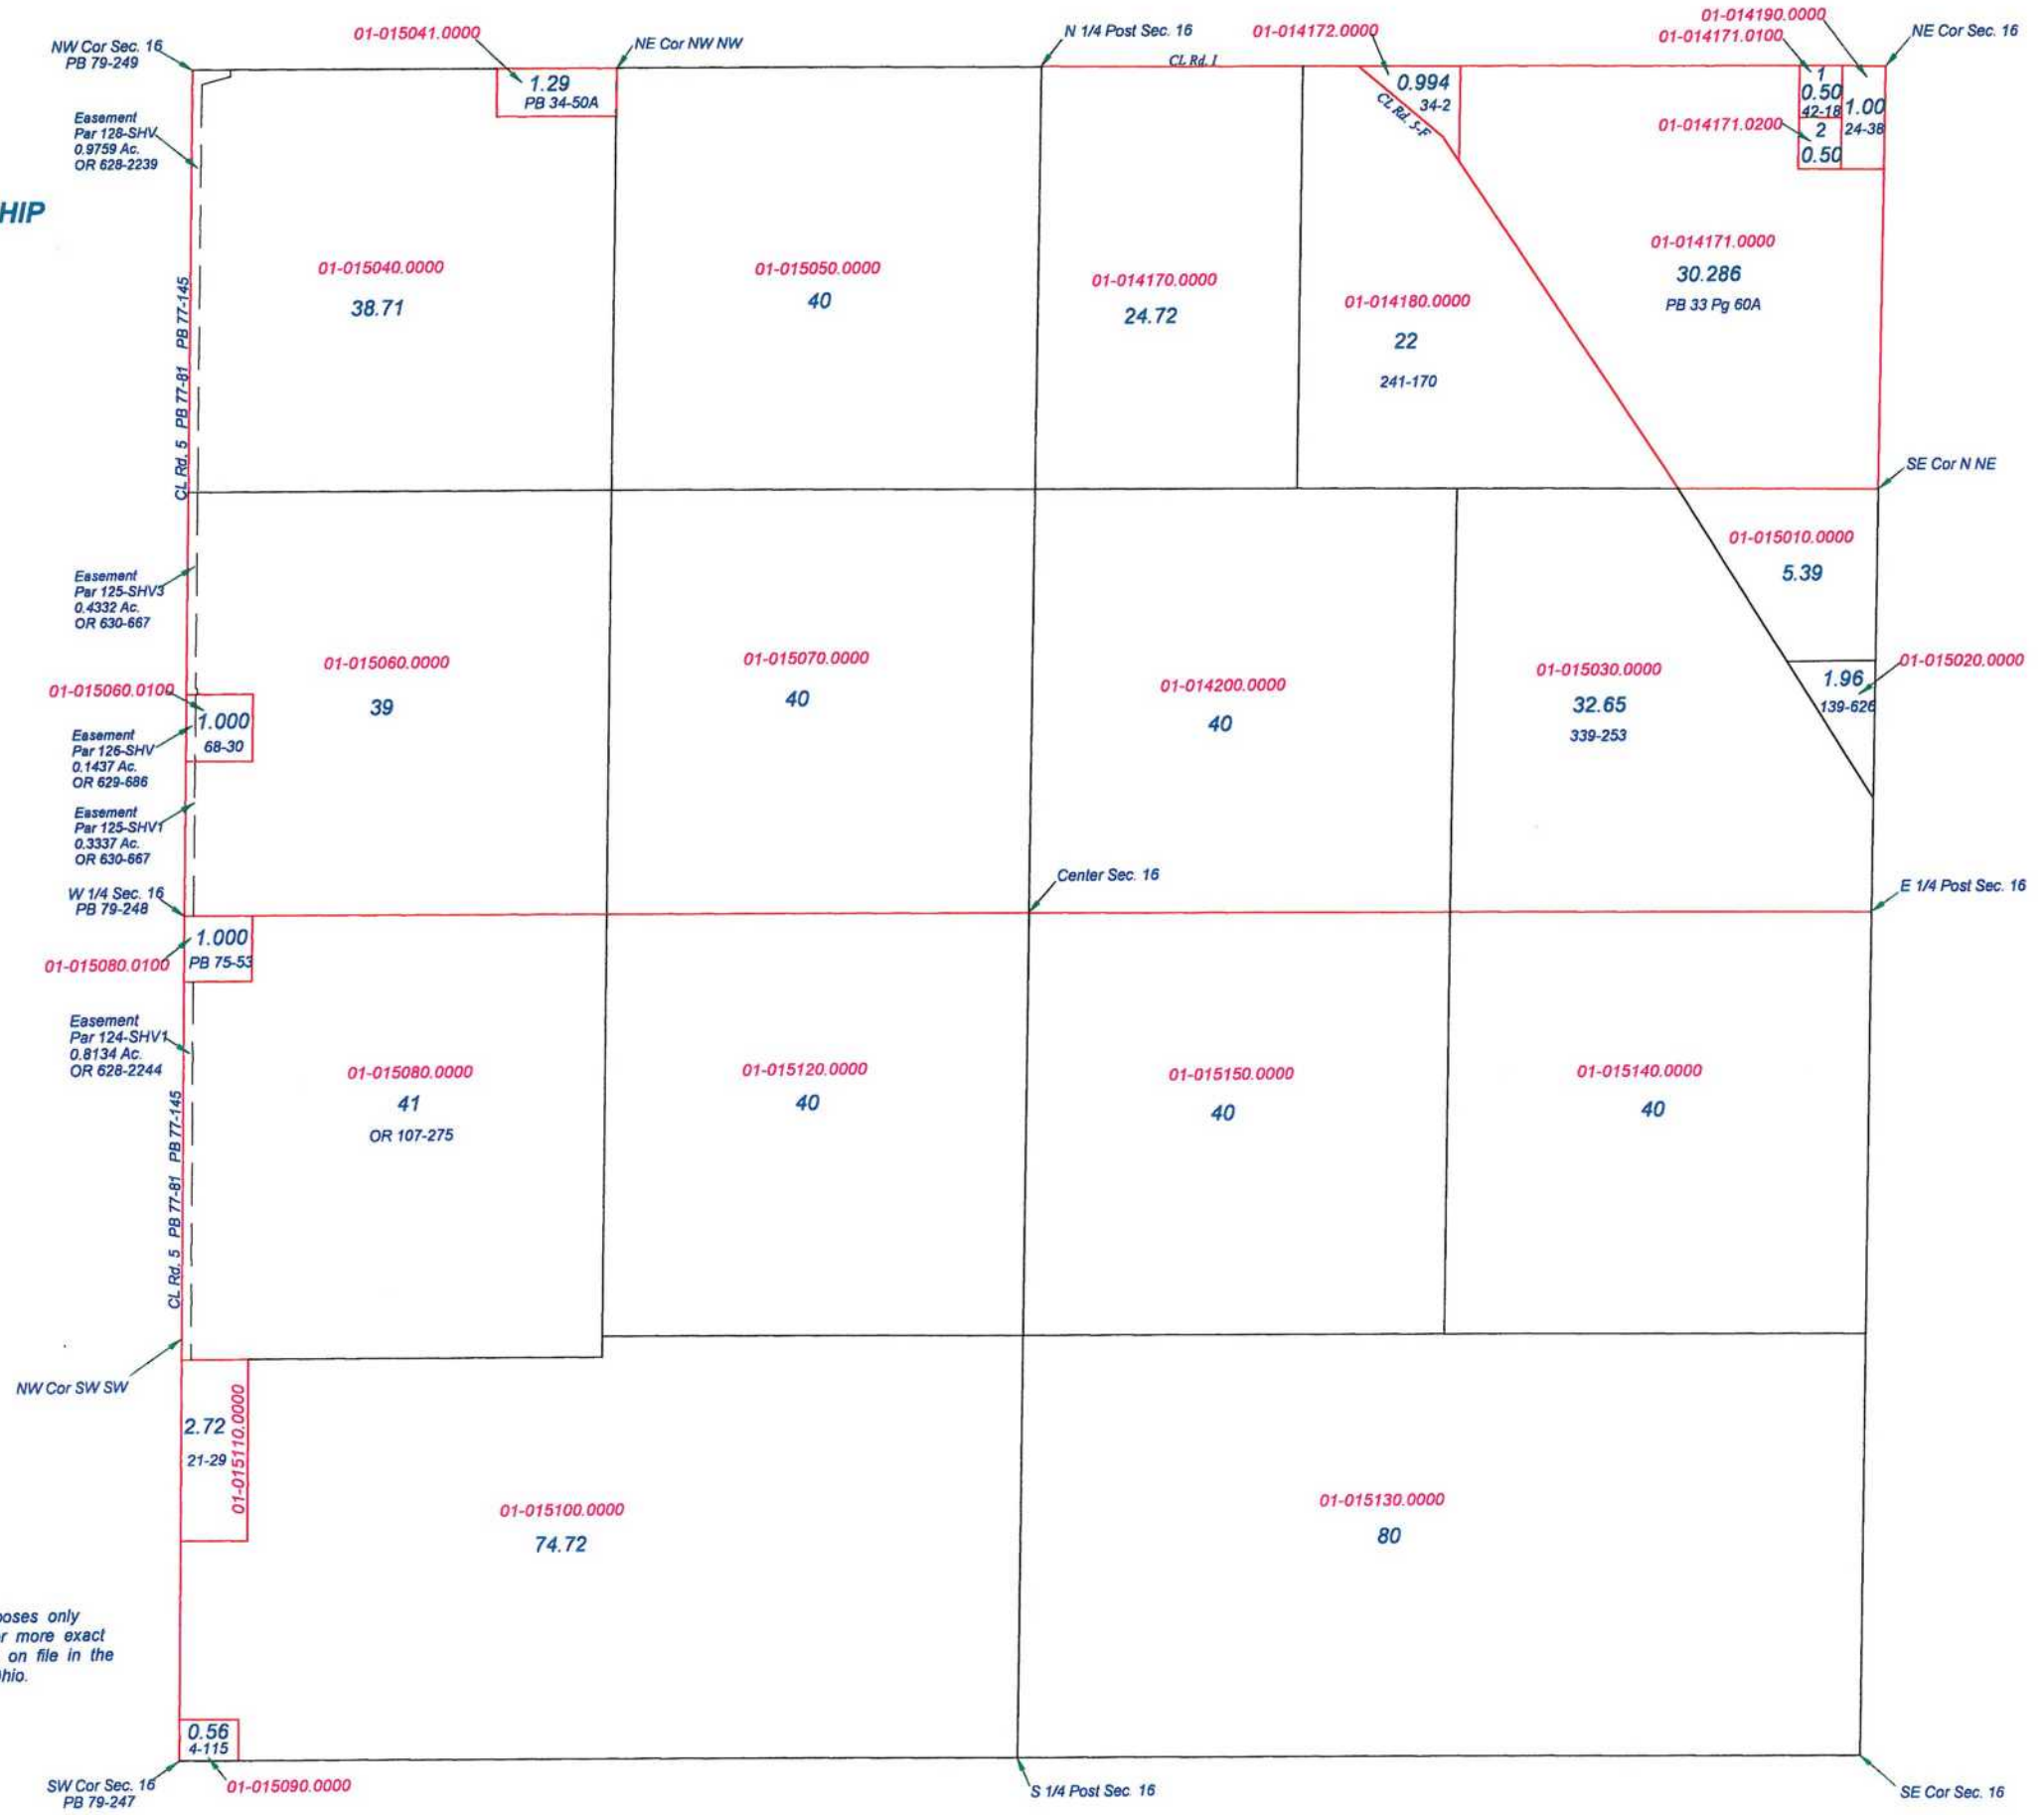 01-014190.0000
01-015041.0000
N 1/4 Post Sec. 16
01-014172.0000
01-014171.0100
NE Cor Sec. 16
NW Cor Sec. 16
PB 79-249
NE Cor NW NW
CL Rd. I
1.29
PB 34-50A
0.994
34-2
CL Rd. 5-F
1
0.50
42-18
1.00
24-38
01-014171.0200
2
0.50
Easement
Par 128-SHV
0.9759 Ac.
OR 628-2239
HIP
01-015040.0000
38.71
01-015050.0000
40
01-014170.0000
24.72
01-014180.0000
22
241-170
01-014171.0000
30.286
PB 33 Pg 60A
CL Rd. 5 PB 77-81 PB 77-145
SE Cor N NE
01-015010.0000
5.39
Easement
Par 125-SHV3
0.4332 Ac.
OR 630-667
01-015060.0000
39
01-015070.0000
40
01-014200.0000
40
01-015030.0000
32.65
339-253
01-015020.0000
1.96
139-626
01-015060.0100
1.000
68-30
Easement
Par 126-SHV
0.1437 Ac.
OR 629-686
Easement
Par 125-SHV1
0.3337 Ac.
OR 630-667
W 1/4 Sec. 16
PB 79-248
Center Sec. 16
E 1/4 Post Sec. 16
1.000
PB 75-53
01-015080.0100
Easement
Par 124-SHV1
0.8134 Ac.
OR 628-2244
01-015080.0000
41
OR 107-275
01-015120.0000
40
01-015150.0000
40
01-015140.0000
40
CL Rd. 5 PB 77-81 PB 77-145
NW Cor SW SW
2.72
21-29
01-015110.0000
01-015100.0000
74.72
01-015130.0000
80
oses only
r more exact
on file in the
hio.
0.56
4-115
SW Cor Sec. 16
PB 79-247
01-015090.0000
S 1/4 Post Sec. 16
SE Cor Sec. 16